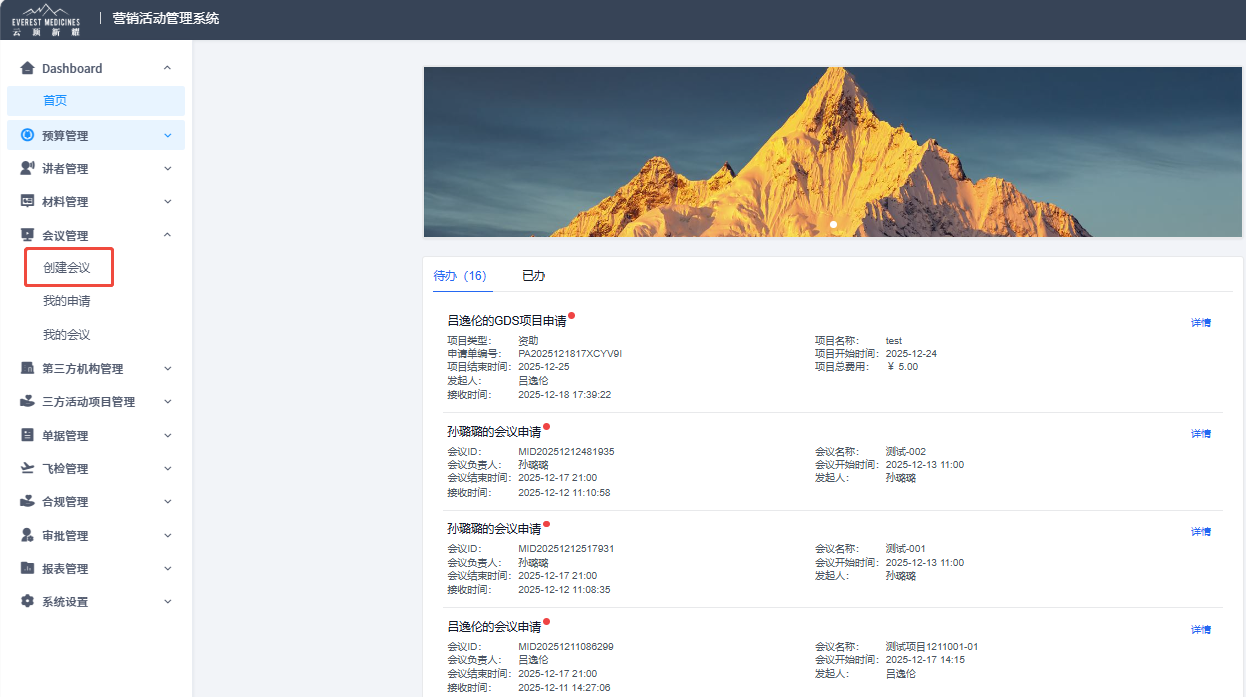 EVEREST MEDICINES
云顶新耀
营销活动管理系统
Dashboard
首页
预算管理
讲者管理
材料管理
会议管理
创建会议
我的申请
我的会议
第三方机构管理
三方活动项目管理
单据管理
飞检管理
合规管理
审批管理
报表管理
系统设置
待办（16） 已办
吕逸伦的GDS项目申请 详情
项目类型： 资助 项目名称： test
申请单编号： PA2025121817XCYV9I 项目开始时间： 2025-12-24
项目结束时间： 2025-12-25 项目总费用： ￥ 5.00
发起人： 吕逸伦
接收时间： 2025-12-18 17:39:22
孙璐璐的会议申请 详情
会议ID： MID20251212481935 会议名称： 测试-002
会议负责人： 孙璐璐 会议开始时间： 2025-12-13 11:00
会议结束时间： 2025-12-17 21:00 发起人： 孙璐璐
接收时间： 2025-12-12 11:10:58
孙璐璐的会议申请 详情
会议ID： MID20251212517931 会议名称： 测试-001
会议负责人： 孙璐璐 会议开始时间： 2025-12-13 11:00
会议结束时间： 2025-12-17 21:00 发起人： 孙璐璐
接收时间： 2025-12-12 11:08:35
吕逸伦的会议申请 详情
会议ID： MID20251211086299 会议名称： 测试项目1211001-01
会议负责人： 吕逸伦 会议开始时间： 2025-12-17 14:15
会议结束时间： 2025-12-17 21:00 发起人： 吕逸伦
接收时间： 2025-12-11 14:27:06